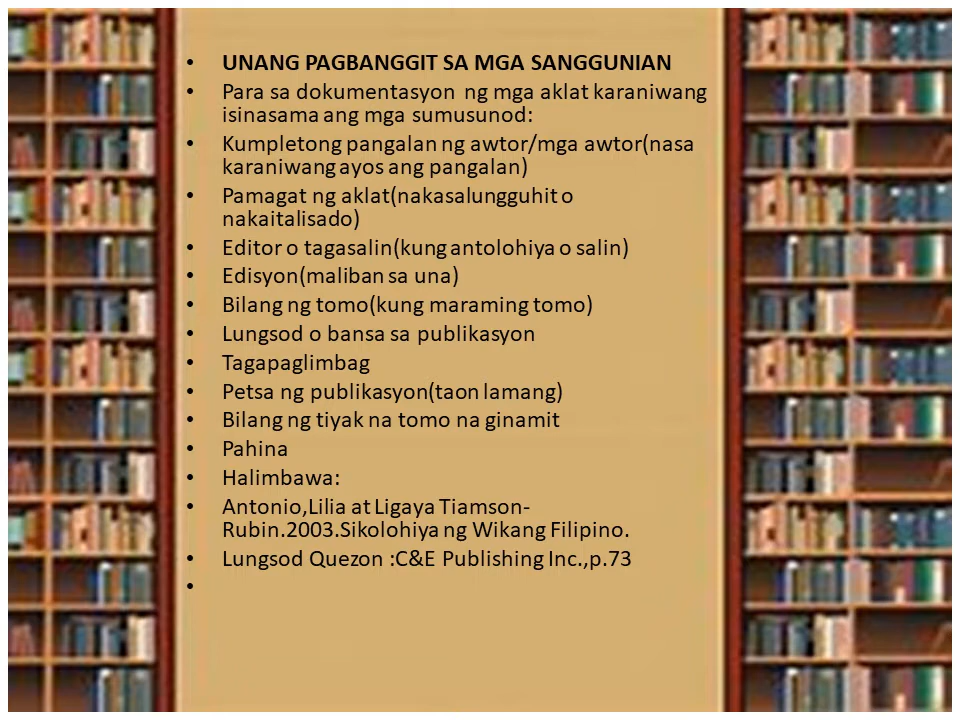 • UNANG PAGBANGGIT SA MGA SANGGUNIAN
• Para sa dokumentasyon ng mga aklat karaniwang
isinasama ang mga sumusunod:
• Kumpletong pangalan ng awtor/mga awtor(nasa
karaniwang ayos ang pangalan)
• Pamagat ng aklat(nakasalungguhit o
nakaitalisado)
• Editor o tagasalin(kung antolohiya o salin)
• Edisyon(maliban sa una)
• Bilang ng tomo(kung maraming tomo)
• Lungsod o bansa sa publikasyon
• Tagapaglimbag
• Petsa ng publikasyon(taon lamang)
• Bilang ng tiyak na tomo na ginamit
• Pahina
• Halimbawa:
• Antonio,Lilia at Ligaya Tiamson-
Rubin.2003.Sikolohiya ng Wikang Filipino.
• Lungsod Quezon :C&E Publishing Inc.,p.73
•